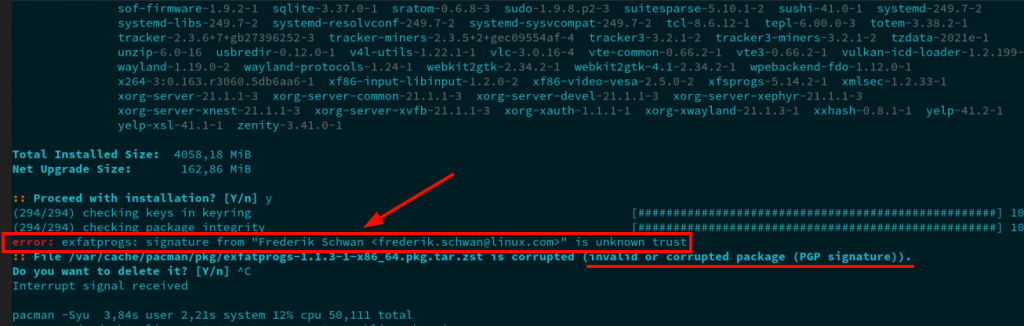 sof-firmware-1.9.2-1  sqlite-3.37.0-1  sratom-0.6.8-3  sudo-1.9.8.p2-3  suitesparse-5.10.1-2  sushi-41.0-1  systemd-249.7-2
systemd-libs-249.7-2  systemd-resolvconf-249.7-2  systemd-sysvcompat-249.7-2  tcl-8.6.12-1  tepl-6.00.0-3  totem-3.38.2-1
tracker-2.3.6+7+gb27396252-3  tracker-miners-2.3.5+2+gec09554af-4  tracker3-3.2.1-2  tracker3-miners-3.2.1-2  tzdata-2021e-1
unzip-6.0-16  usbredir-0.12.0-1  v4l-utils-1.22.1-1  vlc-3.0.16-4  vte-common-0.66.2-1  vte3-0.66.2-1  vulkan-icd-loader-1.2.199-
wayland-1.19.0-2  wayland-protocols-1.24-1  webkit2gtk-2.34.2-1  webkit2gtk-4.1-2.34.2-1  wpebackend-fdo-1.12.0-1
x264-3:0.163.r3060.5db6aa6-1  xf86-input-libinput-1.2.0-2  xf86-video-vesa-2.5.0-2  xfsprogs-5.14.2-1  xmlsec-1.2.33-1
xorg-server-21.1.1-3  xorg-server-common-21.1.1-3  xorg-server-devel-21.1.1-3  xorg-server-xephyr-21.1.1-3
xorg-server-xnest-21.1.1-3  xorg-server-xvfb-21.1.1-3  xorg-xauth-1.1.1-1  xorg-xwayland-21.1.3-1  xxhash-0.8.1-1  yelp-41.2-1
yelp-xsl-41.1-1  zenity-3.41.0-1
Total Installed Size:  4058,18 MiB
Net Upgrade Size:       162,86 MiB
:: Proceed with installation? [Y/n] y
(294/294) checking keys in keyring [################################################] 10
(294/294) checking package integrity [################################################] 10
error: exfatprogs: signature from "Frederik Schwan <frederik.schwan@linux.com>" is unknown trust
:: File /var/cache/pacman/pkg/exfatprogs-1.1.3-1-x86_64.pkg.tar.zst is corrupted (invalid or corrupted package (PGP signature)).
Do you want to delete it? [Y/n] ^C
Interrupt signal received
pacman -Syu  3,84s user 2,21s system 12% cpu 50,111 total